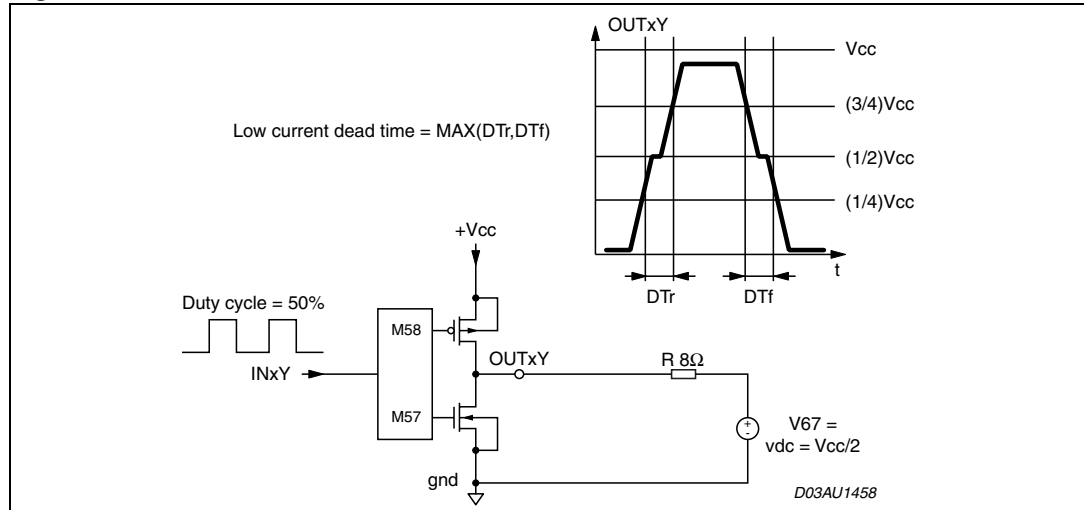 OUTxY
Vcc
(3/4)Vcc
Low current dead time = MAX(DTr,DTf)
(1/2)Vcc
(1/4)Vcc
+Vcc
t
DTr
DTf
Duty cycle = 50%
M58
OUTxY
R 8Ω
INxY
M57
+
-
V67 =
vdc = Vcc/2
gnd
D03AU1458